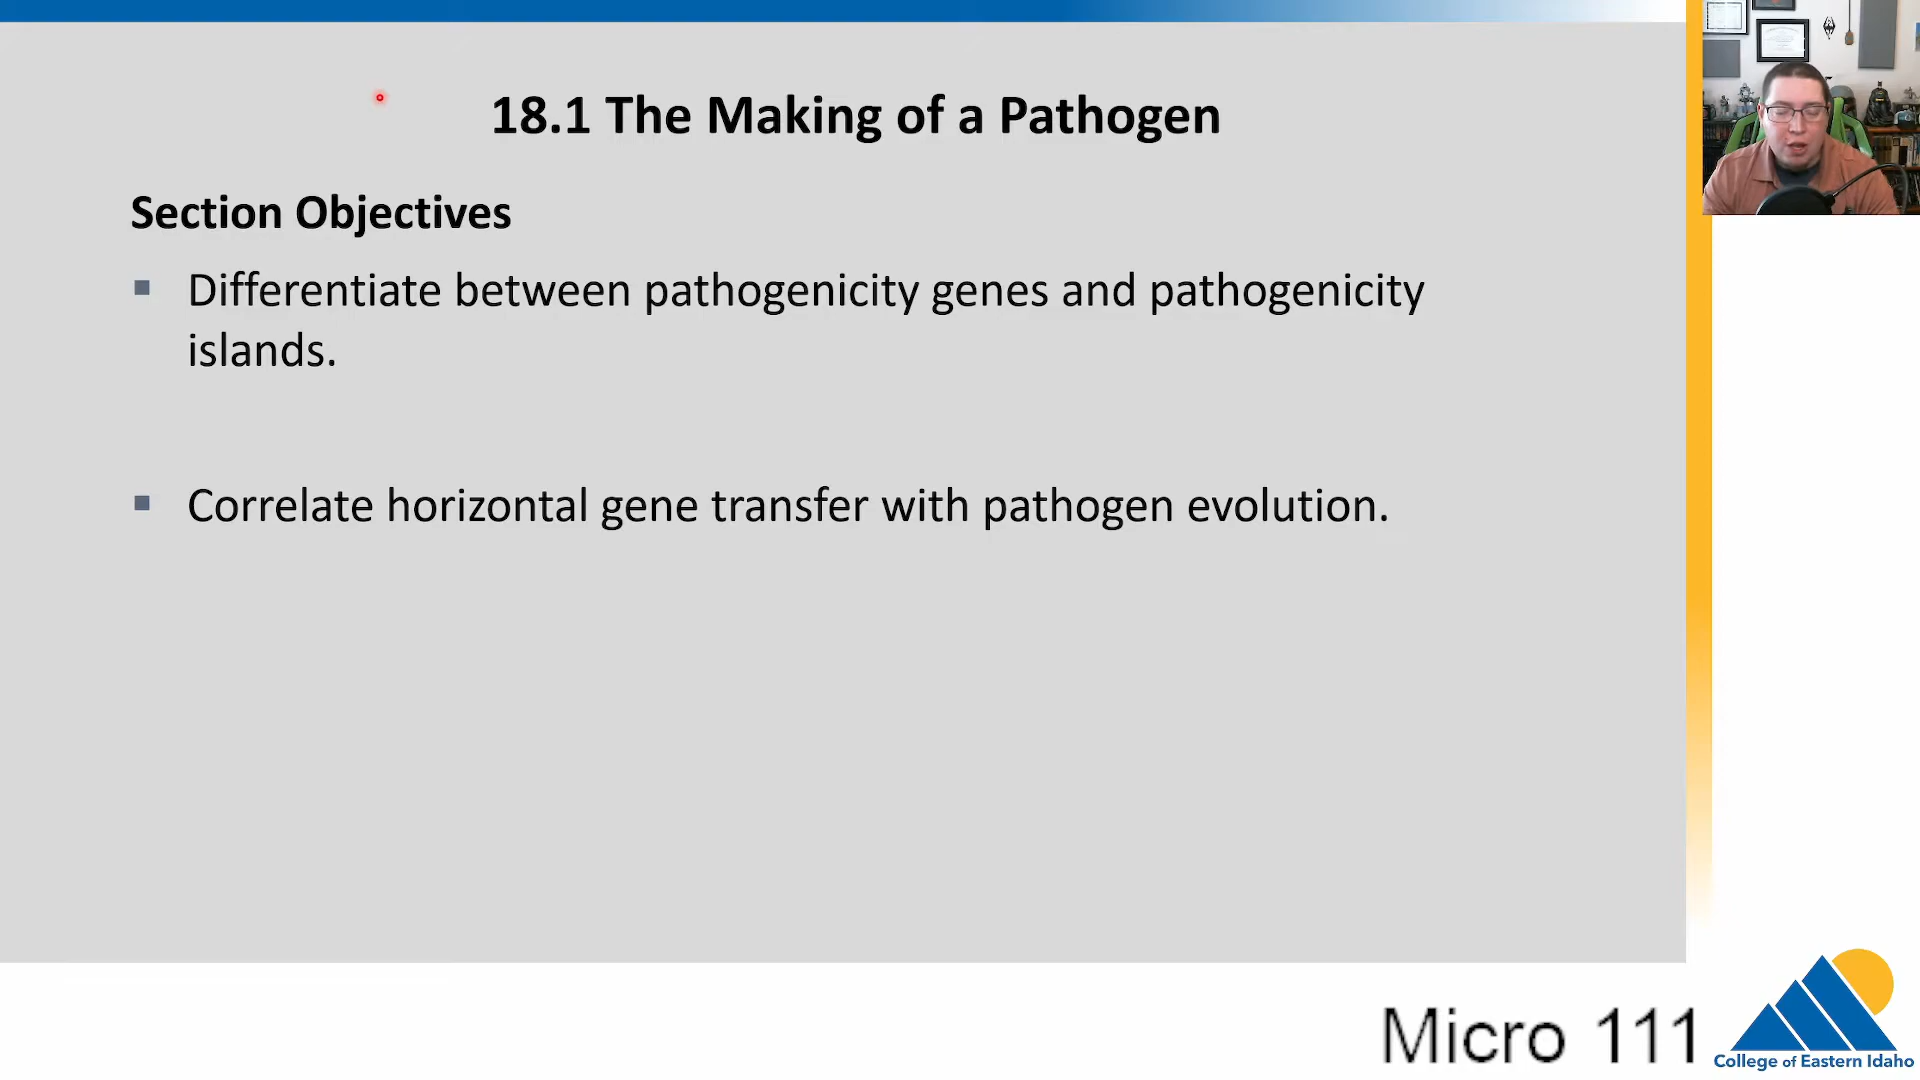 18.1 The Making of a Pathogen
Section Objectives
Differentiate between pathogenicity genes and pathogenicity
islands.
Correlate horizontal gene transfer with pathogen evolution.
Micro 111
College of Eastern Idaho